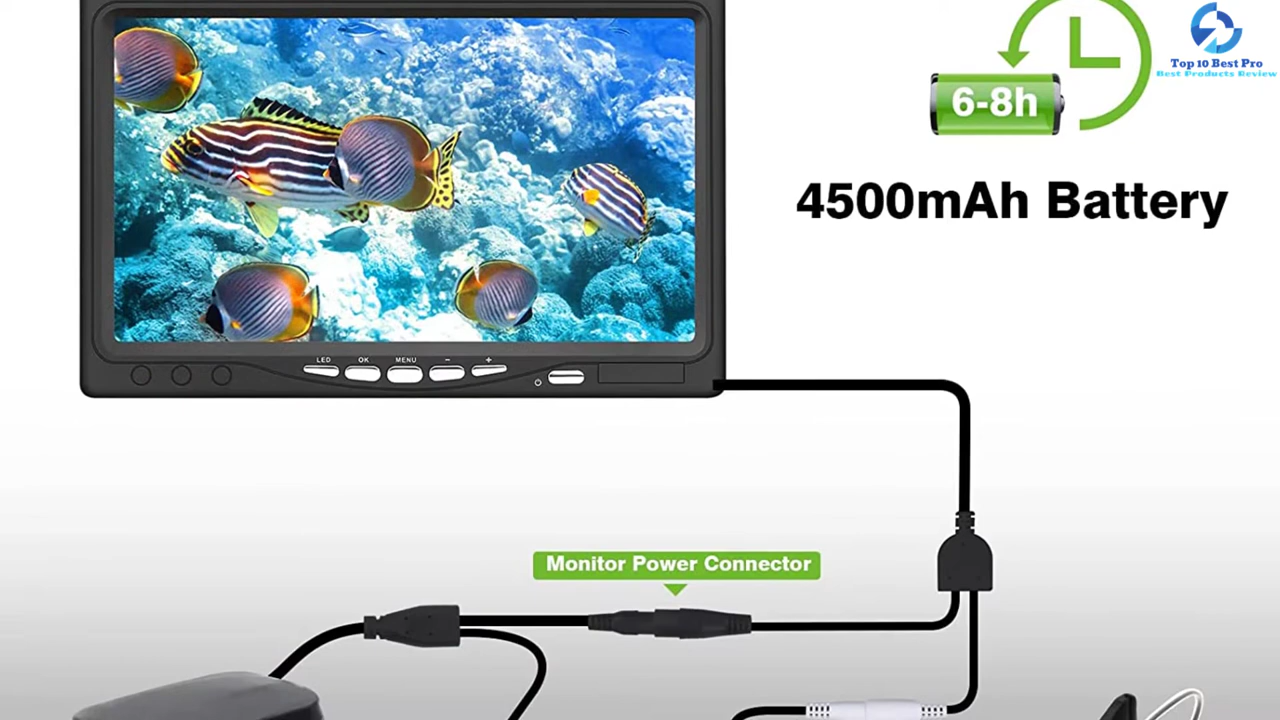 Top 10 Best Pro
Best Products Review
6-8h
4500mAh Battery
LED OK MENU - +
Monitor Power Connector